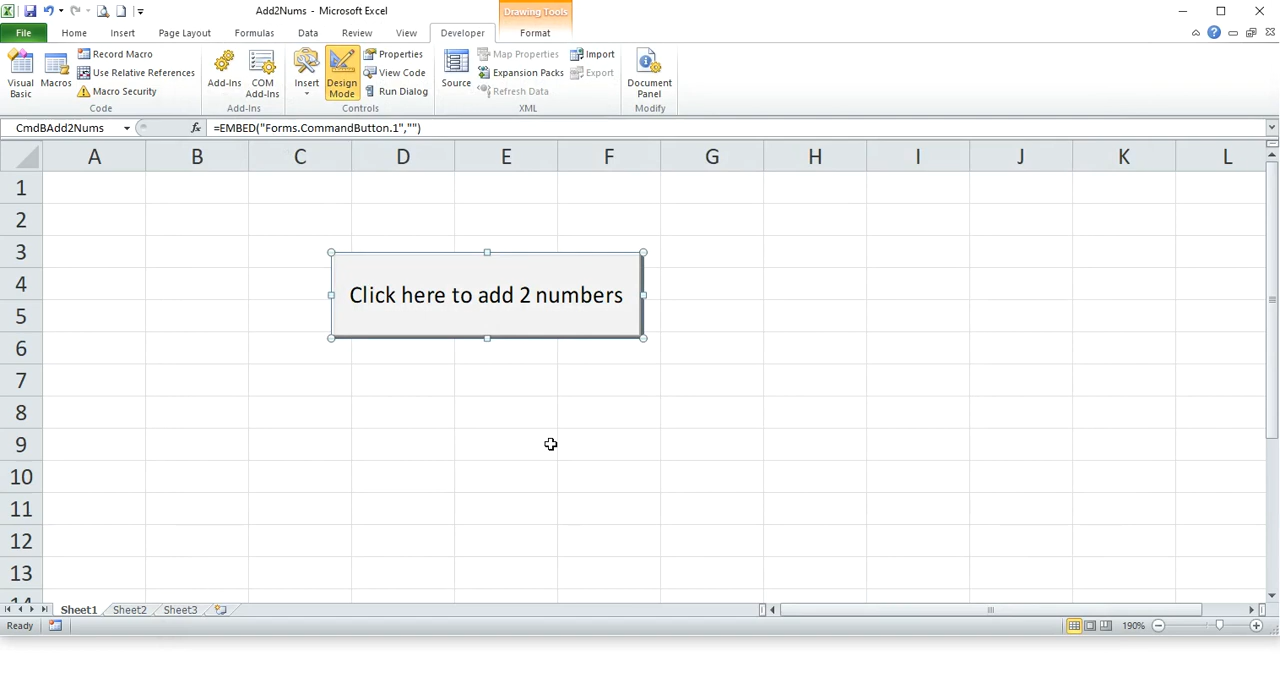 Add2Nums - Microsoft Excel
Drawing Tools
File Home Insert Page Layout Formulas Data Review View Developer Format
Visual Basic
Macros
Record Macro
Use Relative References
Macro Security
Code
Add-Ins
COM Add-Ins
Add-Ins
Insert
Design Mode
Properties
View Code
Run Dialog
Controls
Source
Map Properties
Expansion Packs
Refresh Data
Import
Export
XML
Document Panel
Modify
CmdBAdd2Nums fx =EMBED("Forms.CommandButton.1","")
A B C D E F G H I J K L
1
2
3
4
5
6
7
8
9
10
11
12
13
14
Click here to add 2 numbers
Sheet1 Sheet2 Sheet3
Ready 190%